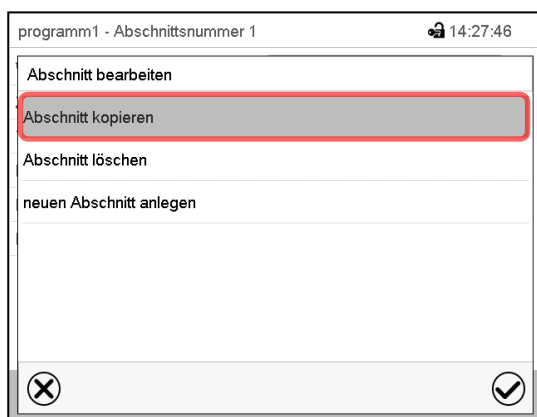 programm1 - Abschnittsnummer 1 14:27:46
Abschnitt bearbeiten
Abschnitt kopieren
Abschnitt löschen
neuen Abschnitt anlegen